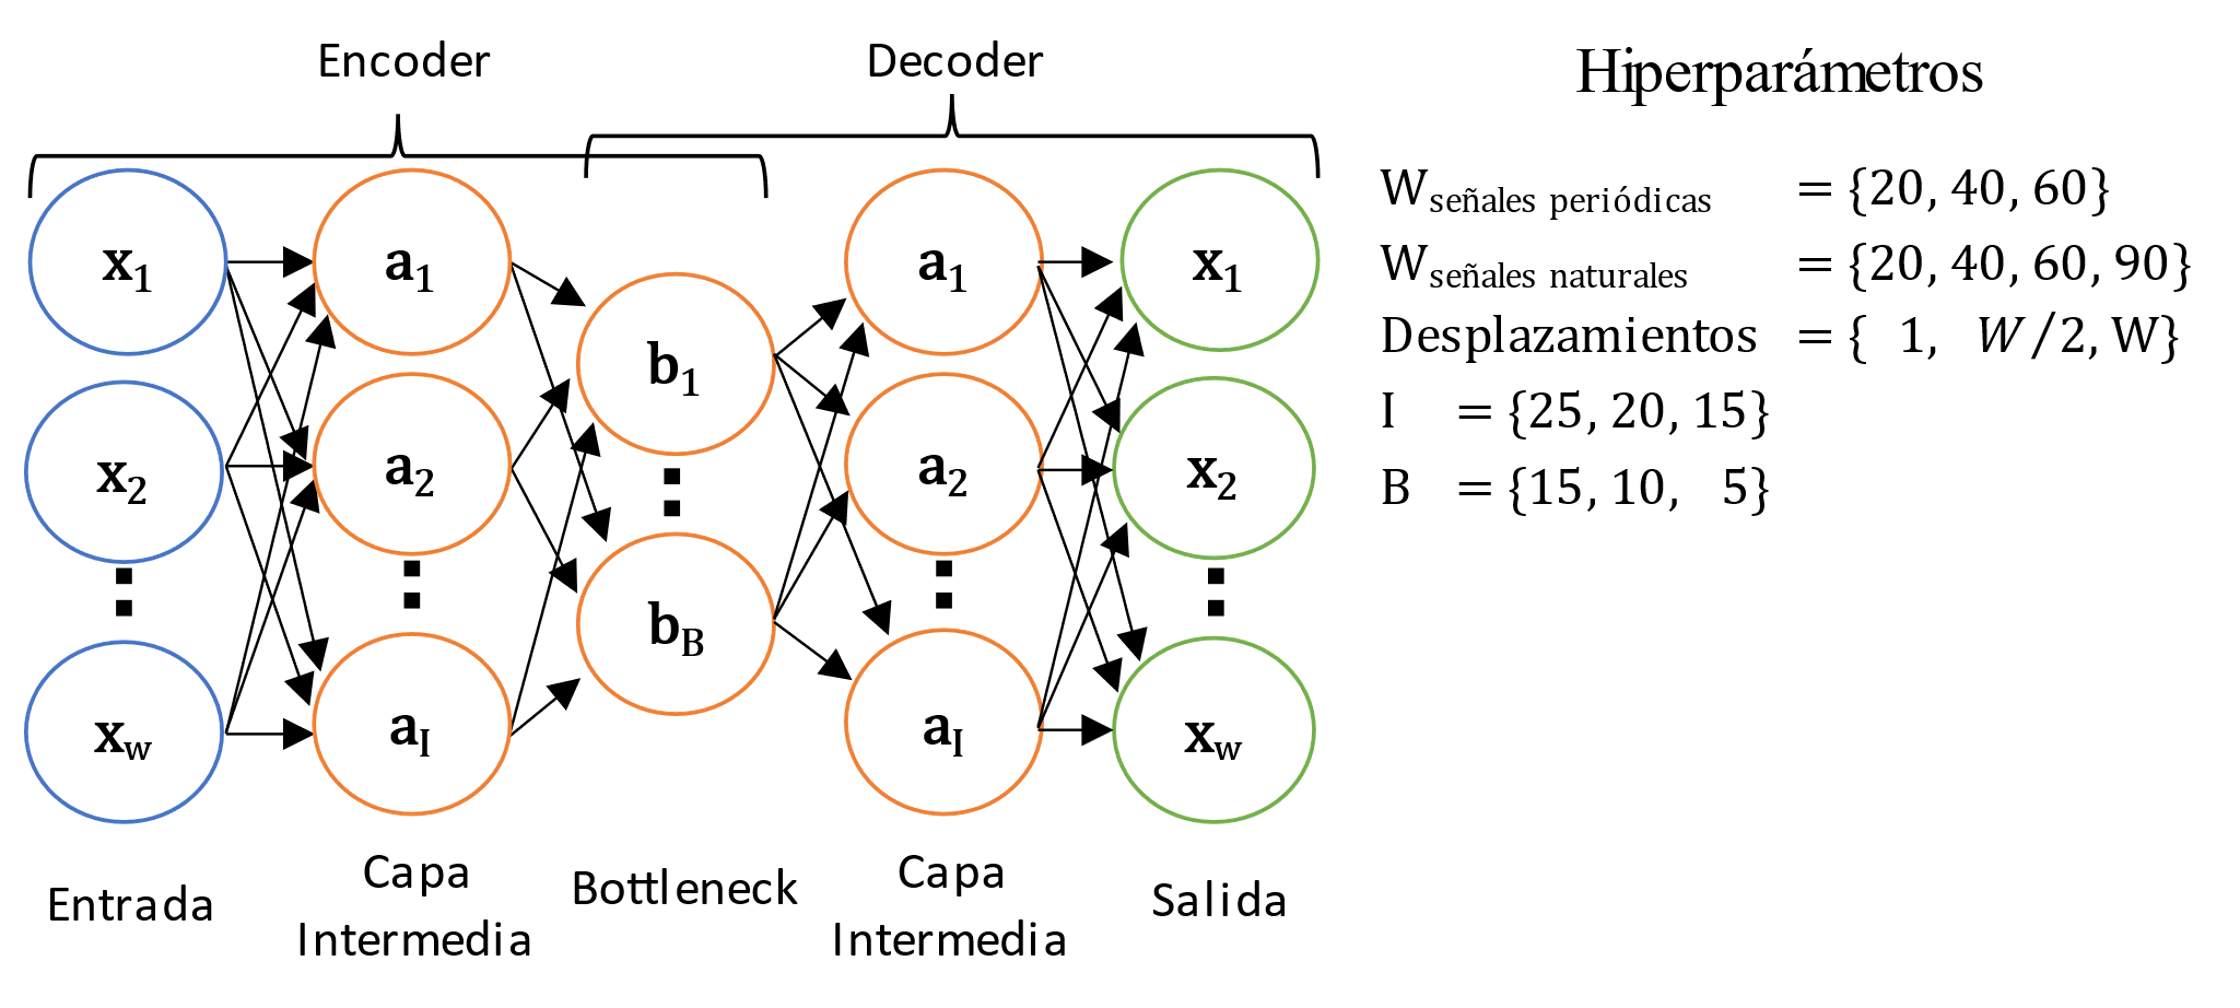 Encoder
Decoder
Hiperparámetros
x1 a1 a1 x1
b1
x2 a2 a2 x2
bB
xw aI aI xw
Entrada
Capa
Intermedia
Bottleneck
Capa
Intermedia
Salida
Wseñales periódicas = {20, 40, 60}
Wseñales naturales = {20, 40, 60, 90}
Desplazamientos = { 1, W/2, W}
I = {25, 20, 15}
B = {15, 10, 5}